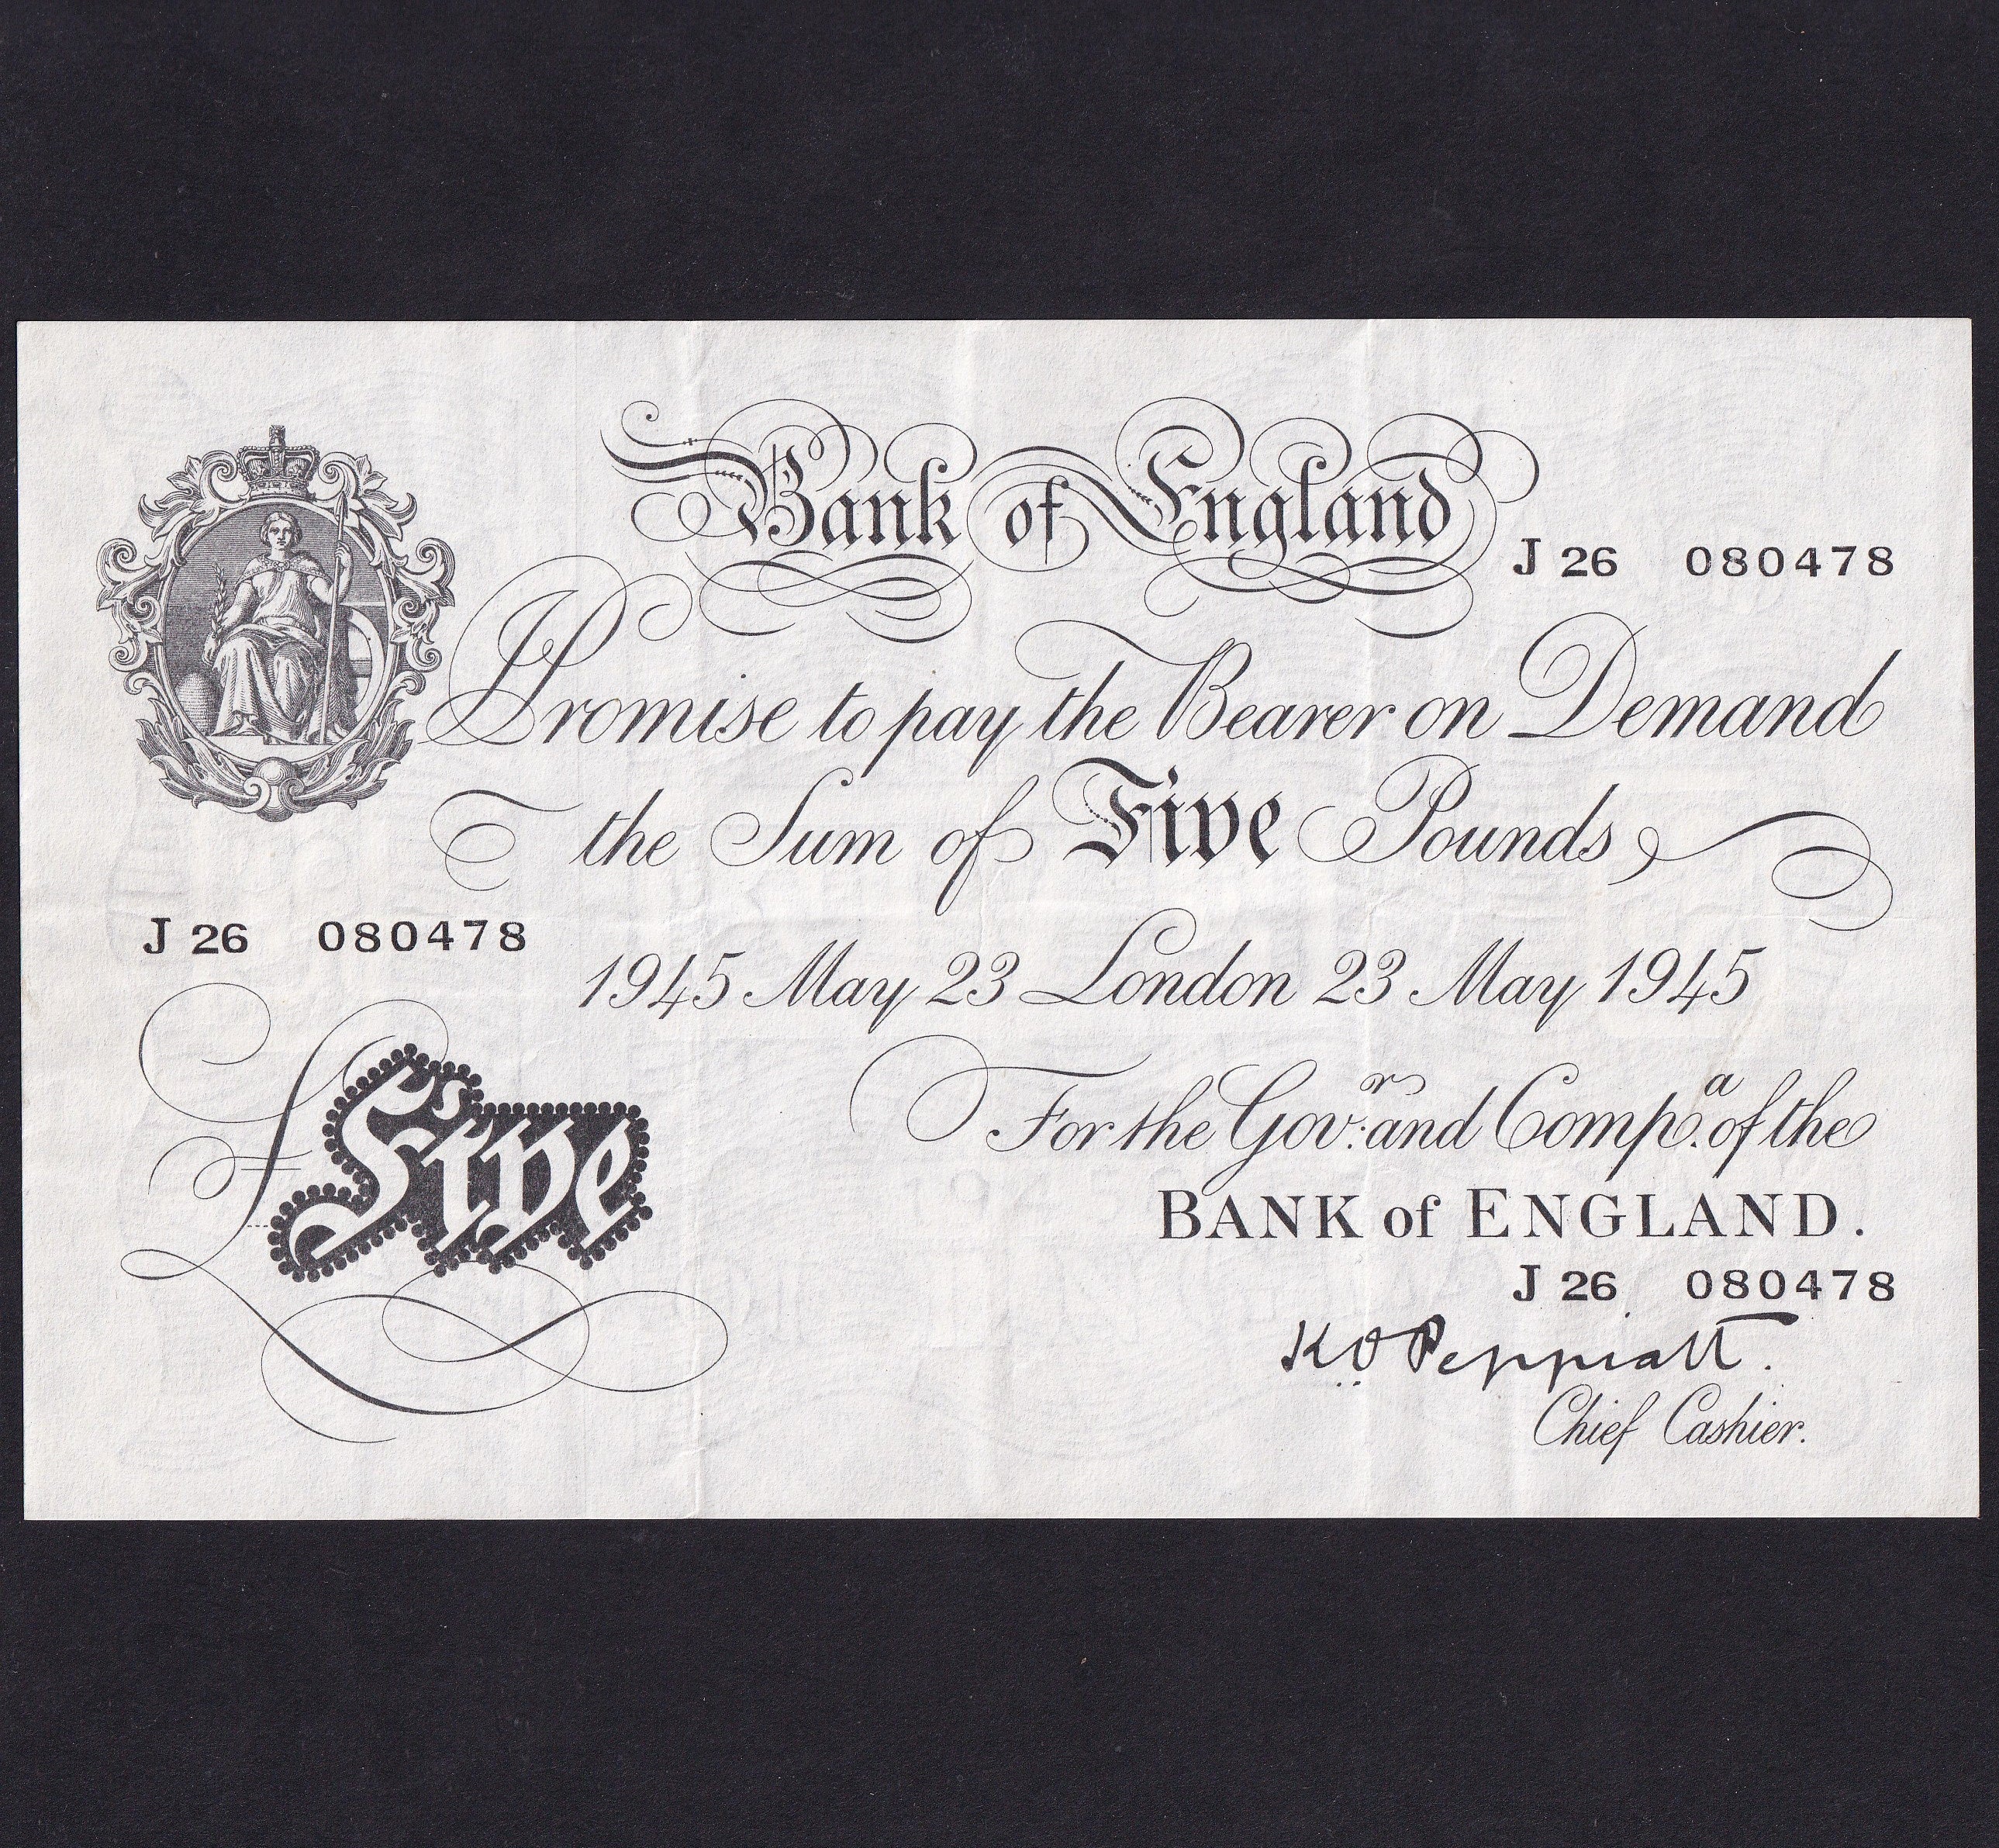 Bank of England
J 26 080478
I Promise to pay the Bearer on Demand
the Sum of Five Pounds
J 26 080478
1945 May 23 London 23 May 1945
£ Five
For the Gov:r and Comp.a of the
BANK of ENGLAND.
J 26 080478
K.O. Peppiatt.
Chief Cashier.